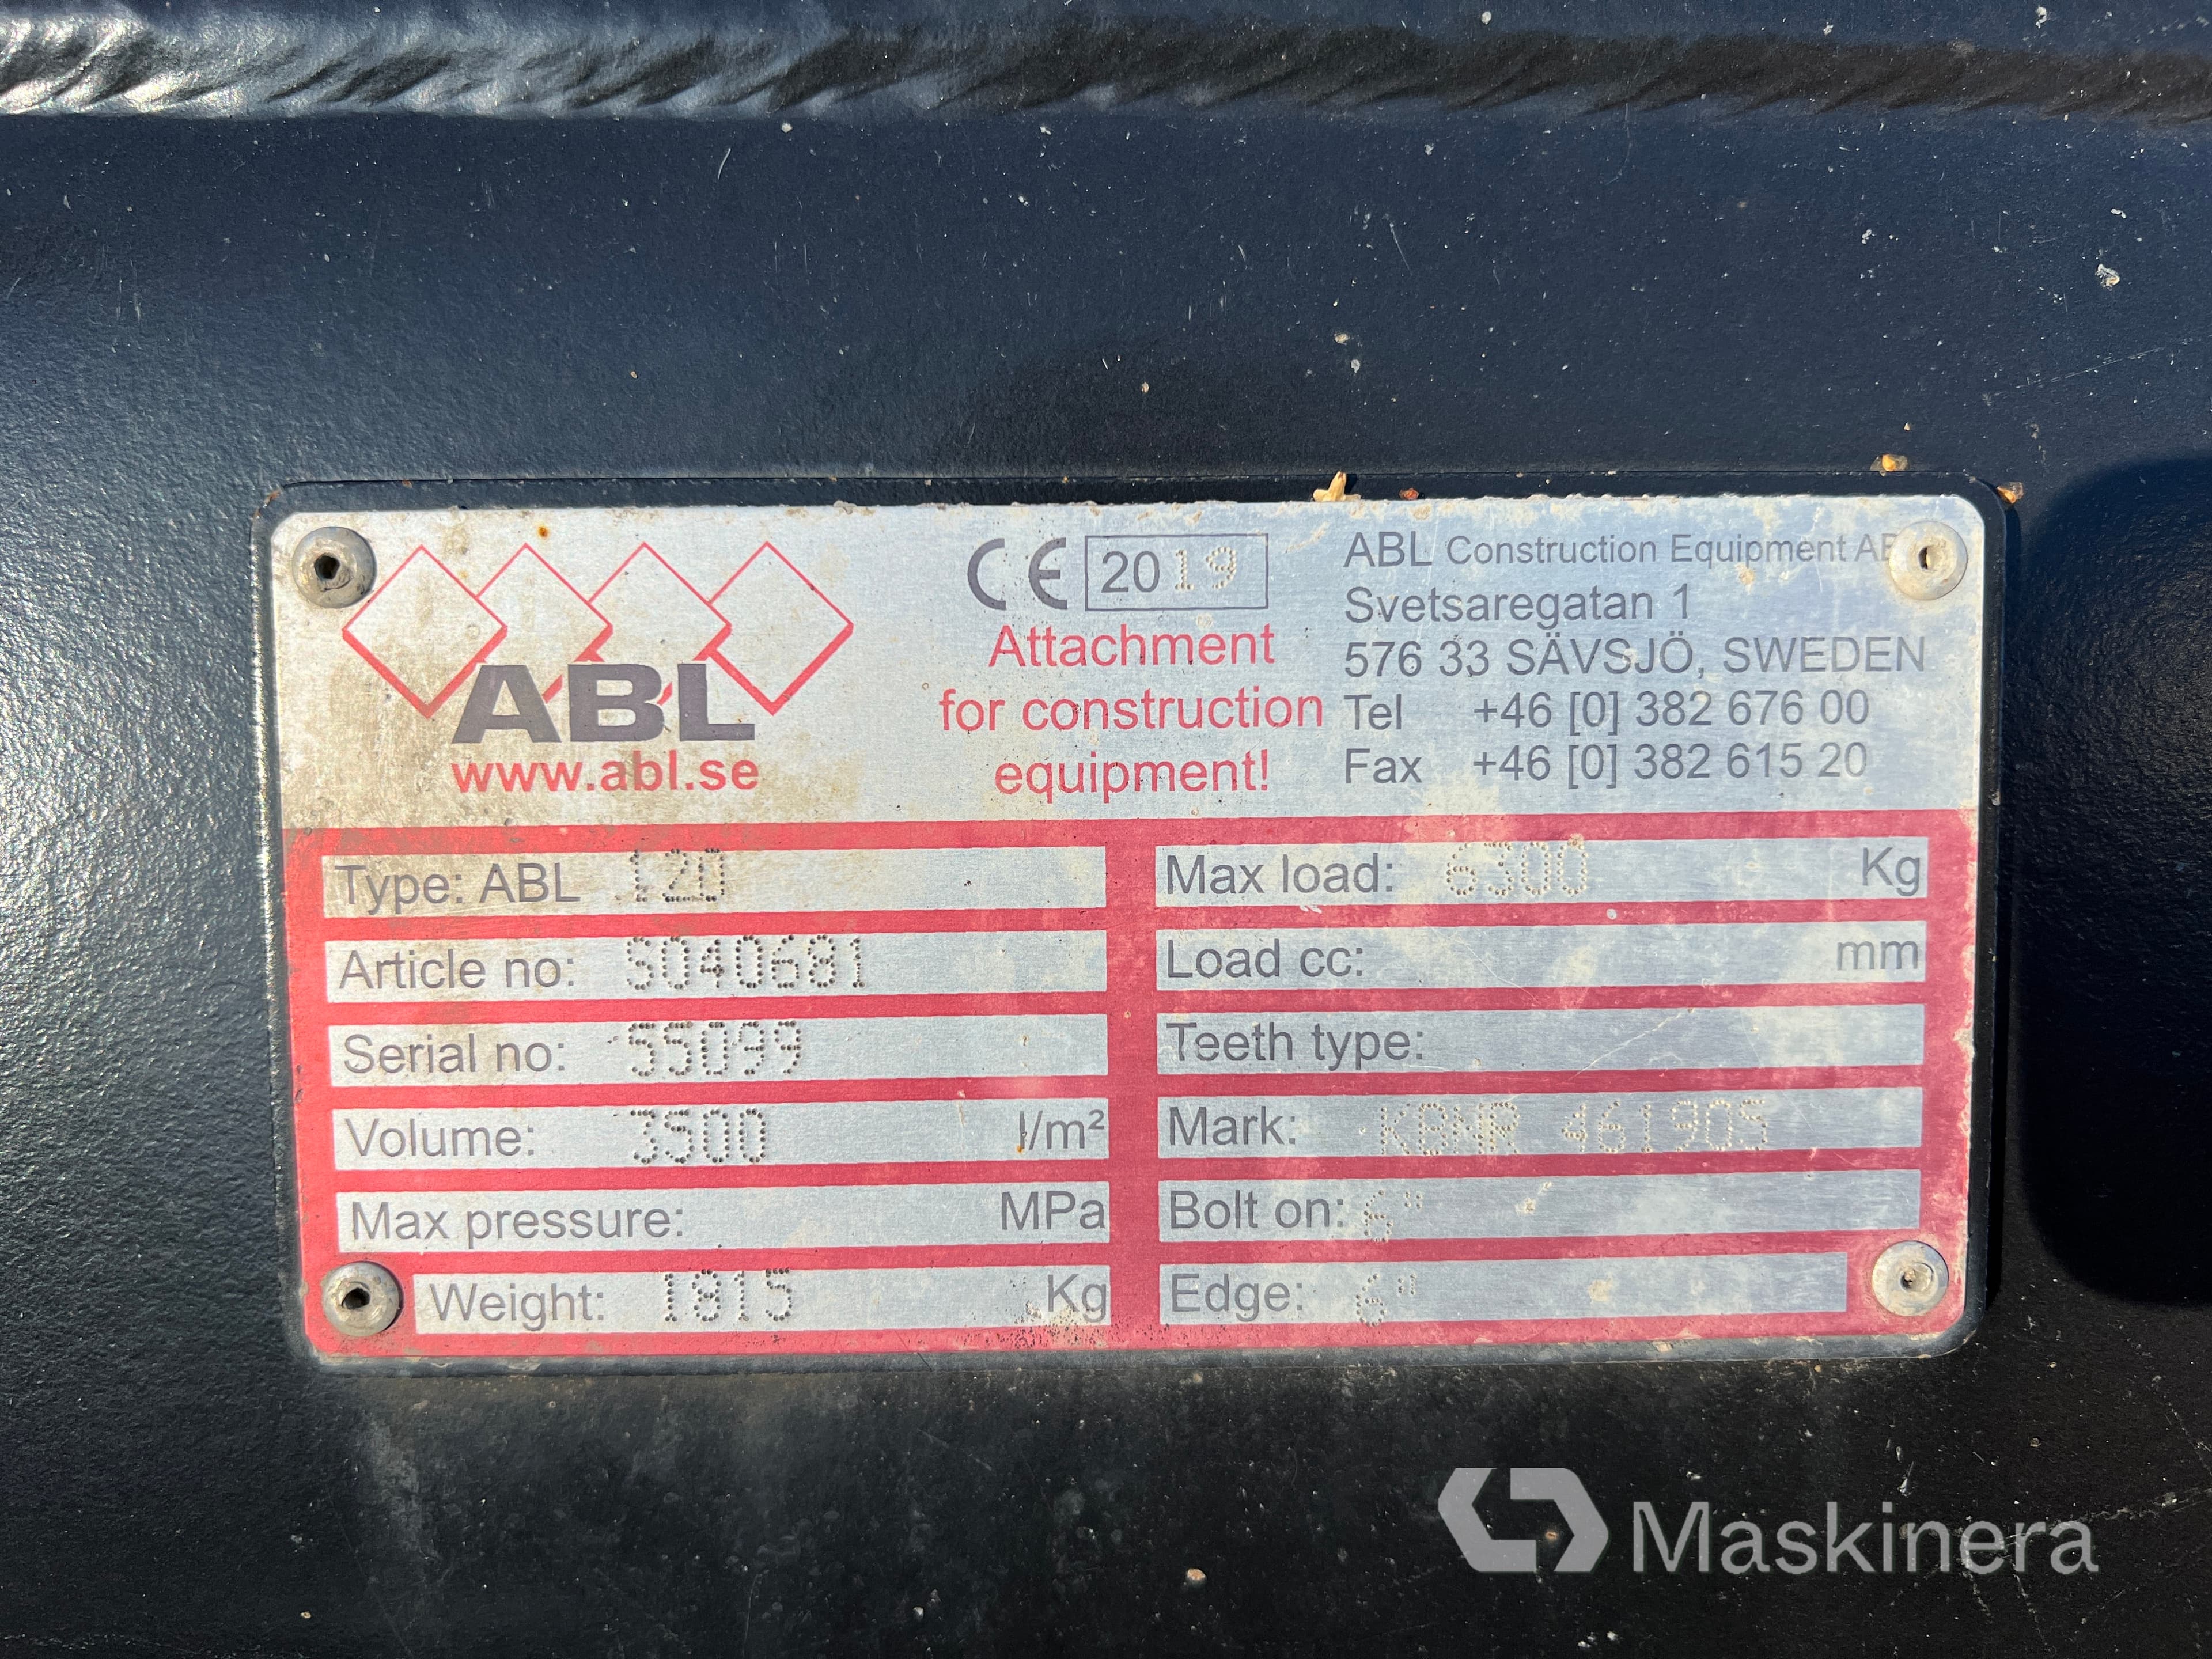 ABL
www.abl.se
CE 2019
Attachment
for construction
equipment!
ABL Construction Equipment AB
Svetsaregatan 1
576 33 SÄVSJÖ, SWEDEN
Tel +46 [0] 382 676 00
Fax +46 [0] 382 615 20
Type: ABL 120
Article no: S040681
Serial no: 55099
Volume: 3500 l/m²
Max pressure: MPa
Weight: 1815 Kg
Max load: 6300 Kg
Load cc: mm
Teeth type:
Mark: KBNR 461905
Bolt on: 6"
Edge: 6"
Maskinera